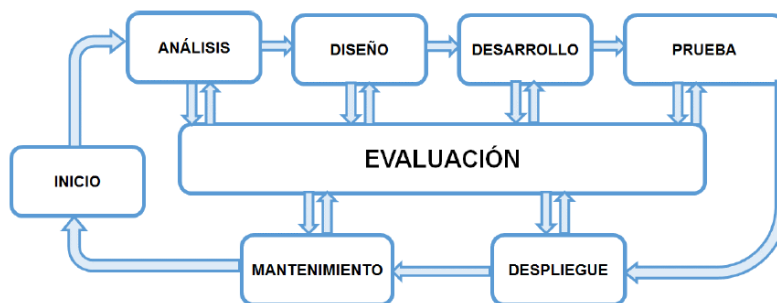 ANÁLISIS
DISEÑO
DESARROLLO
PRUEBA
EVALUACIÓN
INICIO
MANTENIMIENTO
DESPLIEGUE